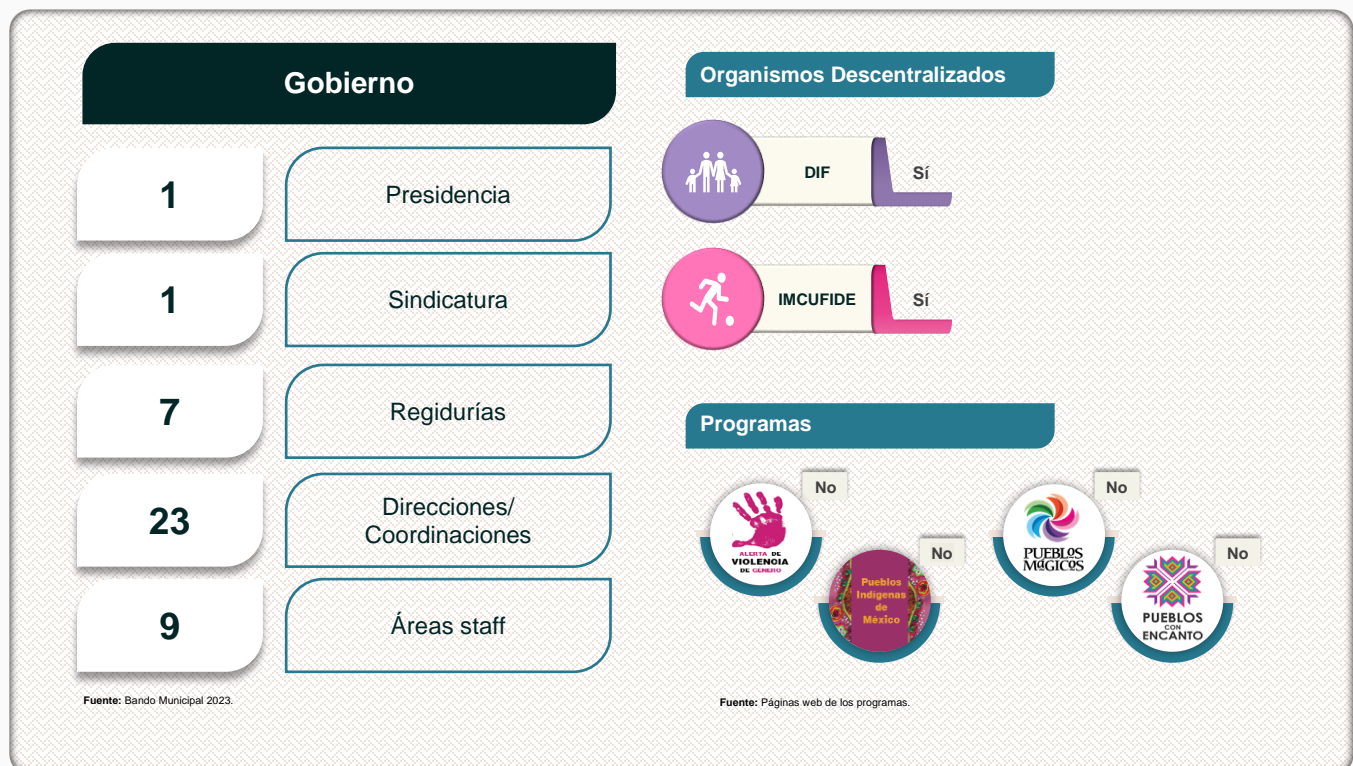 Gobierno
1
Presidencia
1
Sindicatura
7
Regidurías
23
Direcciones/
Coordinaciones
9
Áreas staff
Fuente: Bando Municipal 2023.
Organismos Descentralizados
DIF
Sí
IMCUFIDE
Sí
Programas
No
ALERTA DE
VIOLENCIA
DE GÉNERO
No
Pueblos
Indígenas
de
México
No
PUEBLOS
MáGICOS
No
PUEBLOS
CON
ENCANTO
Fuente: Páginas web de los programas.